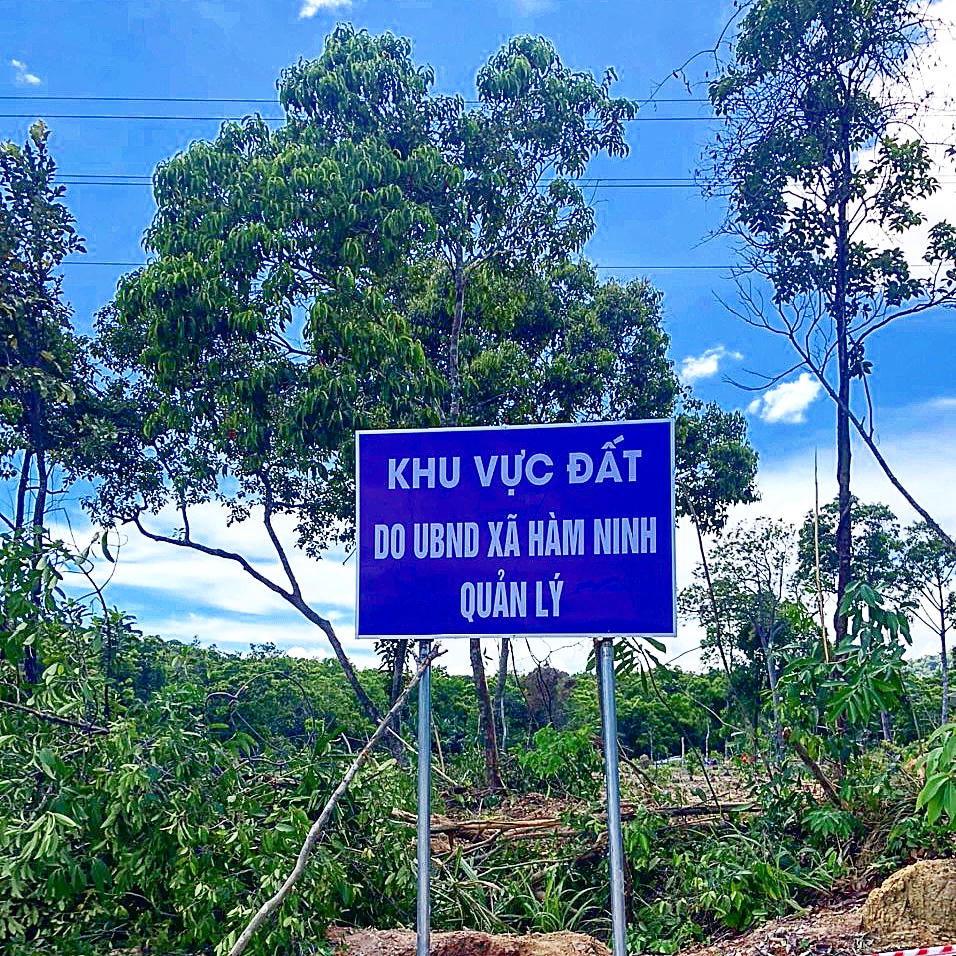 KHU VỰC ĐẤT
DO UBND XÃ HÀM NINH
QUẢN LÝ